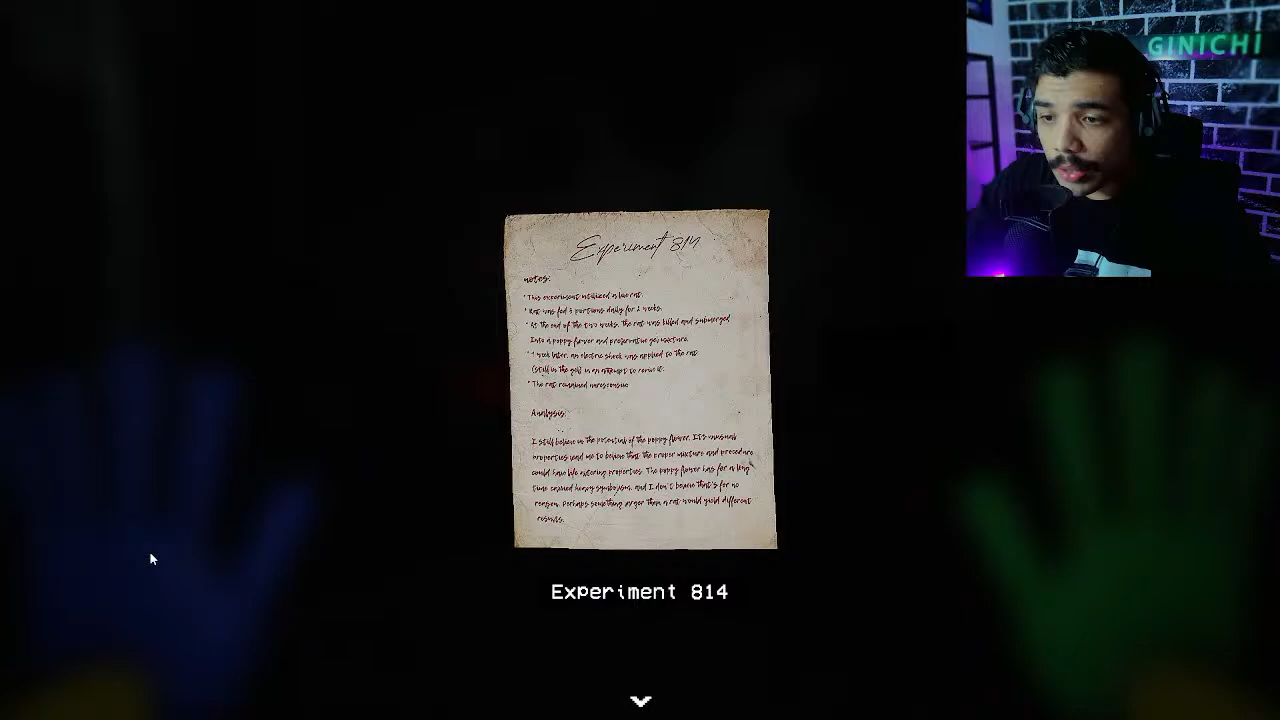 GINICHI
Experiment 814
notes:
* This experiment utilized a live rat.
* Rat was fed 3 portions daily for 2 weeks.
* At the end of the two weeks, the rat was killed and submerged
Into a poppy flower and preservative gel mixture.
* 1 week later, an electric shock was applied to the rat
(still in the gel) in an attempt to revive it.
* The rat remained unresponsive
Analysis:
I still believe in the potential of the poppy flower. Its unusual
properties lead me to believe that the proper mixture and procedure
could have life altering properties. The poppy flower has for a long
time carried heavy symbolism, and I don't believe that's for no
reason. Perhaps something larger than a rat would yield different
results.
Experiment 814